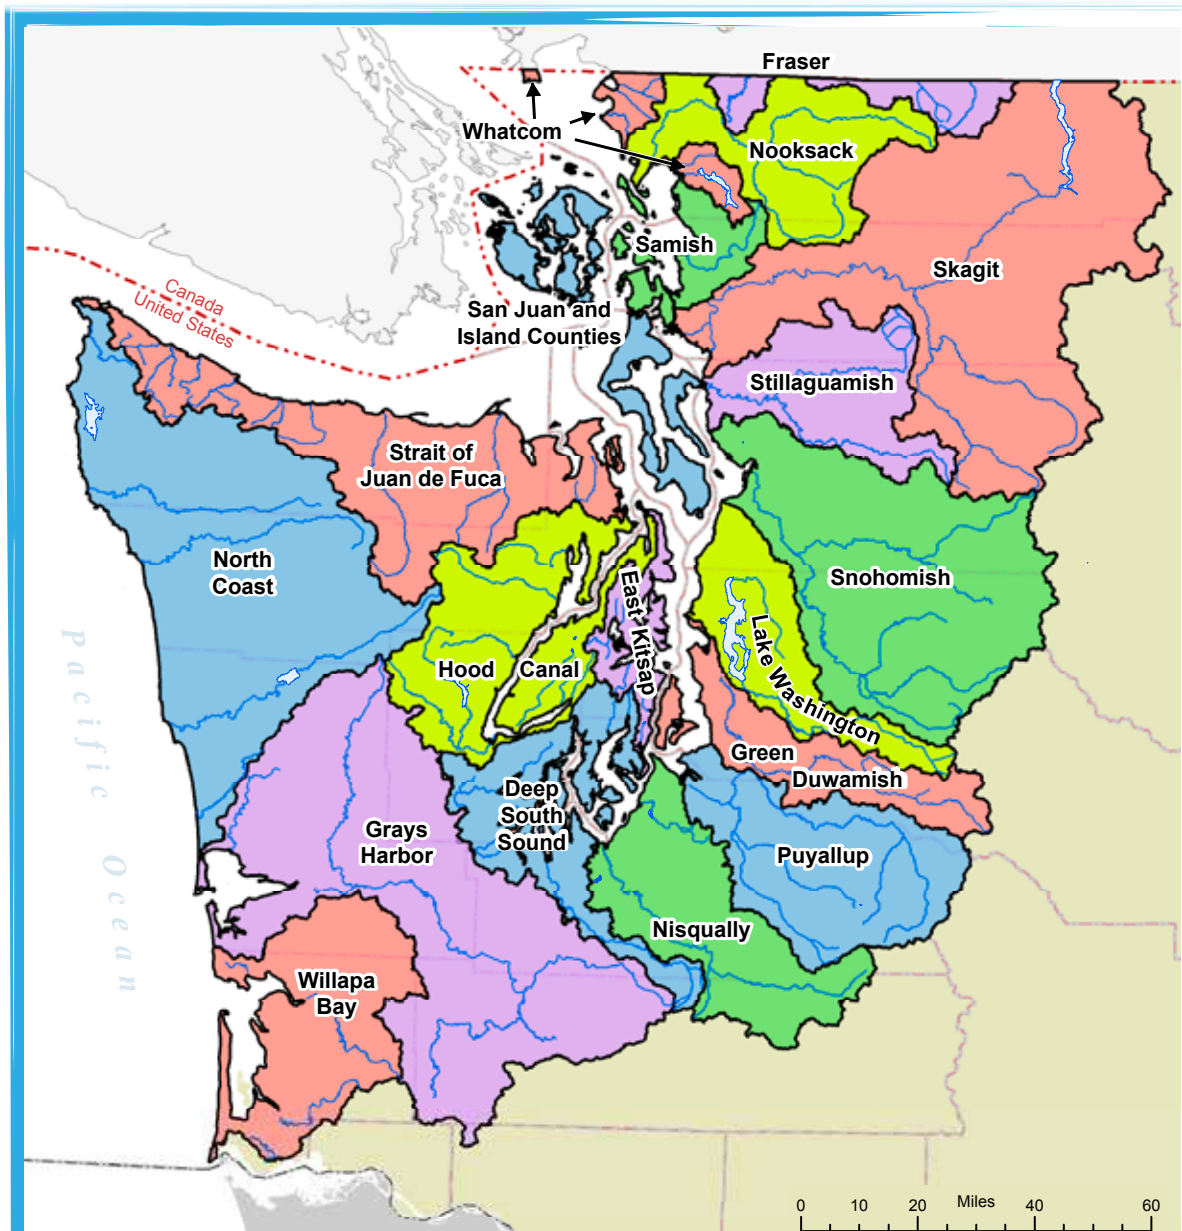 Fraser
Whatcom
Nooksack
Samish
Skagit
Canada
United States
San Juan and
Island Counties
Stillaguamish
Strait of
Juan de Fuca
North
Coast
Snohomish
East Kitsap
Lake Washington
Hood Canal
Pacific Ocean
Green
Duwamish
Deep
South
Sound
Grays
Harbor
Puyallup
Nisqually
Willapa
Bay
Miles
0 10 20 40 60